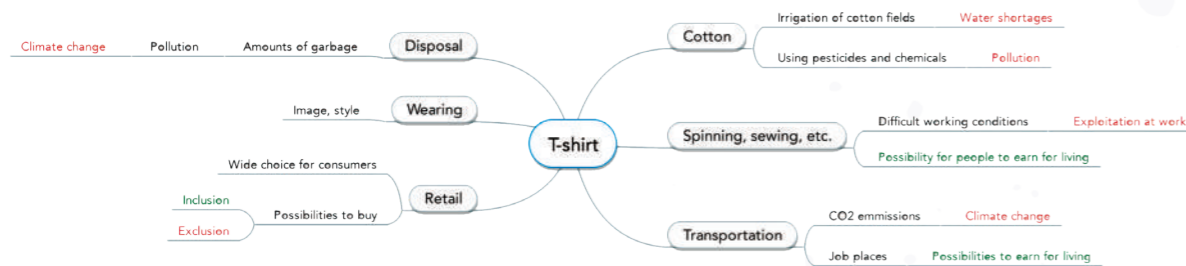 T-shirt
Cotton
Irrigation of cotton fields
Water shortages
Using pesticides and chemicals
Pollution
Spinning, sewing, etc.
Difficult working conditions
Exploitation at work
Possibility for people to earn for living
Transportation
CO2 emmissions
Climate change
Job places
Possibilities to earn for living
Disposal
Amounts of garbage
Pollution
Climate change
Wearing
Image, style
Retail
Wide choice for consumers
Possibilities to buy
Inclusion
Exclusion